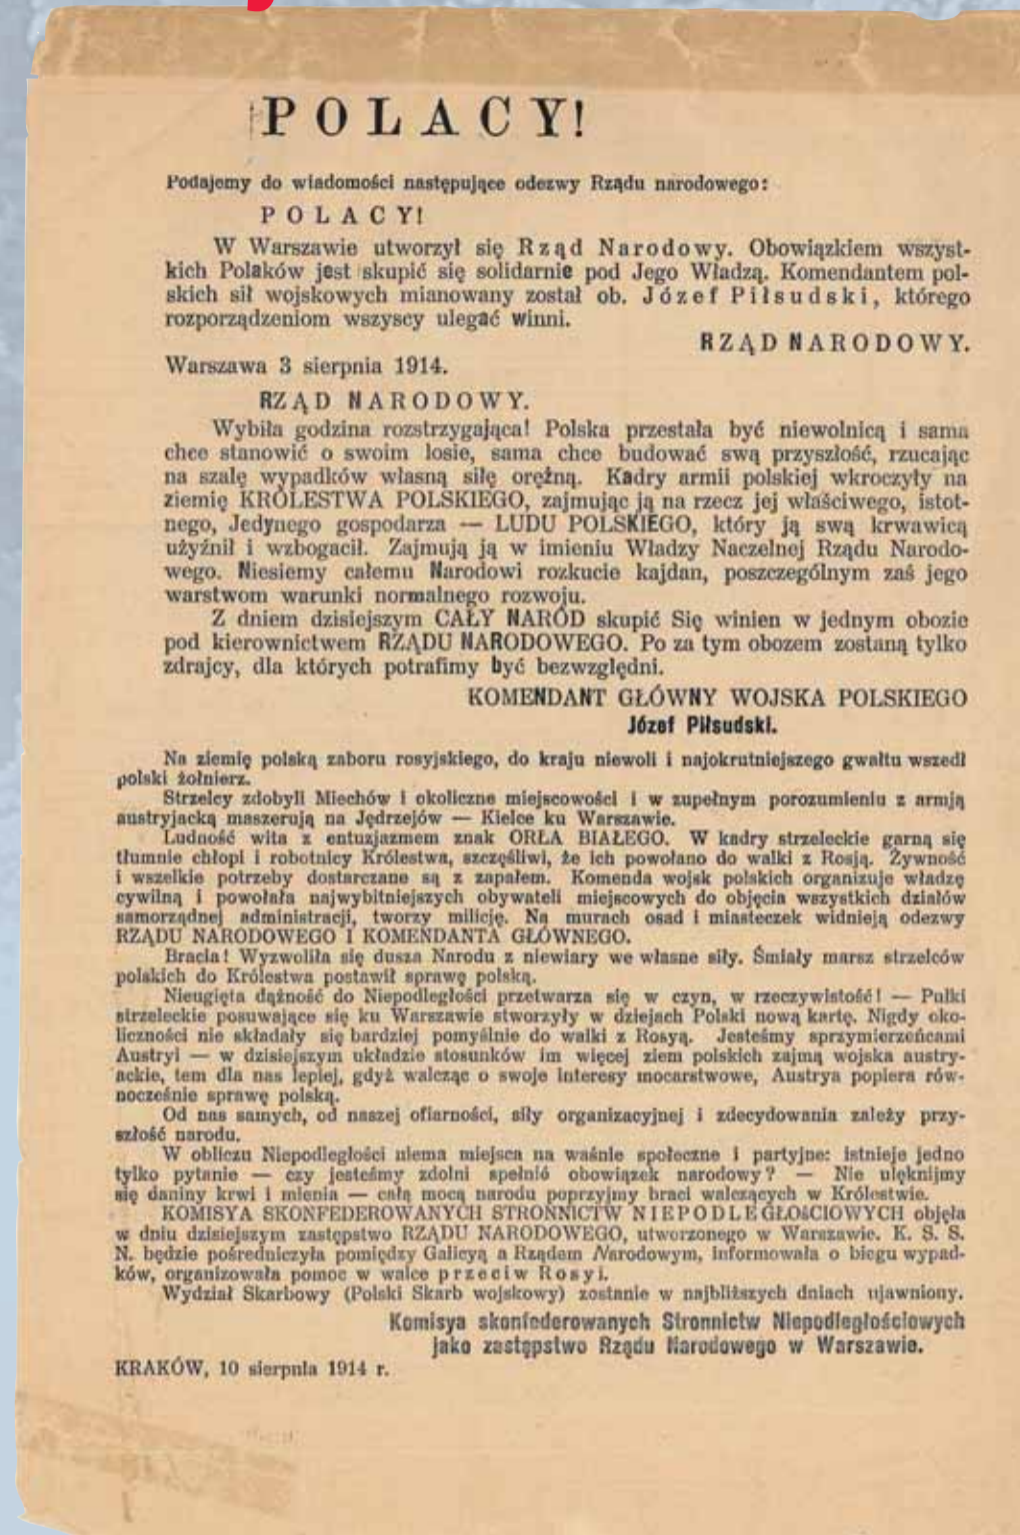 POLACY!
Podajemy do wiadomości następujące odezwy Rządu narodowego:
POLACY!
W Warszawie utworzył się Rząd Narodowy. Obowiązkiem wszyst-
kich Polaków jest skupić się solidarnie pod Jego Władzą. Komendantem pol-
skich sił wojskowych mianowany został ob. Józef Piłsudski, którego
rozporządzeniom wszyscy ulegać winni.
RZĄD NARODOWY.
Warszawa 3 sierpnia 1914.
RZĄD NARODOWY.
Wybiła godzina rozstrzygająca! Polska przestała być niewolnicą i sama
chce stanowić o swoim losie, sama chce budować swą przyszłość, rzucając
na szalę wypadków własną siłę orężną. Kadry armii polskiej wkroczyły na
ziemię KRÓLESTWA POLSKIEGO, zajmując ją na rzecz jej właściwego, istot-
nego, Jedynego gospodarza — LUDU POLSKIEGO, który ją swą krwawicą
użyźnił i wzbogacił. Zajmują ją w imieniu Władzy Naczelnej Rządu Narodo-
wego. Niesiemy całemu Narodowi rozkucie kajdan, poszczególnym zaś jego
warstwom warunki normalnego rozwoju.
Z dniem dzisiejszym CAŁY NARÓD skupić Się winien w jednym obozie
pod kierownictwem RZĄDU NARODOWEGO. Po za tym obozem zostaną tylko
zdrajcy, dla których potrafimy być bezwzględni.
KOMENDANT GŁÓWNY WOJSKA POLSKIEGO
Józef Piłsudski.
Na ziemię polską zaboru rosyjskiego, do kraju niewoli i najokrutniejszego gwałtu wszedł
polski żołnierz.
Strzelcy zdobyli Miechów i okoliczne miejscowości i w zupełnym porozumieniu z armją
austryjacką maszerują na Jędrzejów — Kielce ku Warszawie.
Ludność wita z entuzjazmem znak ORŁA BIAŁEGO. W kadry strzeleckie garną się
tłumnie chłopi i robotnicy Królestwa, szczęśliwi, że ich powołano do walki z Rosją. Żywność
i wszelkie potrzeby dostarczane są z zapałem. Komenda wojsk polskich organizuje władzę
cywilną i powołała najwybitniejszych obywateli miejscowych do objęcia wszystkich działów
samorządnej administracji, tworzy milicję. Na murach osad i miasteczek widnieją odezwy
RZĄDU NARODOWEGO I KOMENDANTA GŁÓWNEGO.
Bracia! Wyzwoliła się dusza Narodu z niewiary we własne siły. Śmiały marsz strzelców
polskich do Królestwa postawił sprawę polską.
Nieugięta dążność do Niepodległości przetwarza się w czyn, w rzeczywistość! — Pułki
strzeleckie posuwające się ku Warszawie stworzyły w dziejach Polski nową kartę. Nigdy oko-
liczności nie składały się bardziej pomyślnie do walki z Rosyą. Jesteśmy sprzymierzeńcami
Austryi — w dzisiejszym układzie stosunków im więcej ziem polskich zajmą wojska austry-
ackie, tem dla nas lepiej, gdyż walcząc o swoje interesy mocarstwowe, Austrya popiera rów-
nocześnie sprawę polską.
Od nas samych, od naszej ofiarności, siły organizacyjnej i zdecydowania zależy przy-
szłość narodu.
W obliczu Niepodległości niema miejsca na waśnie społeczne i partyjne: istnieje jedno
tylko pytanie — czy jesteśmy zdolni spełnić obowiązek narodowy? — Nie ulęknijmy
się daniny krwi i mienia — całą mocą narodu poprzyjmy braci walczących w Królestwie.
KOMISYA SKONFEDEROWANYCH STRONNICTW NIEPODLEGŁOŚCIOWYCH objęła
w dniu dzisiejszym zastępstwo RZĄDU NARODOWEGO, utworzonego w Warszawie. K. S. S.
N. będzie pośredniczyła pomiędzy Galicyą a Rządem Narodowym, informowała o biegu wypad-
ków, organizowała pomoc w walce przeciw Rosyi.
Wydział Skarbowy (Polski Skarb wojskowy) zostanie w najbliższych dniach ujawniony.
Komisya skonfederowanych Stronnictw Niepodległościowych
jako zastępstwo Rządu Narodowego w Warszawie.
KRAKÓW, 10 sierpnia 1914 r.